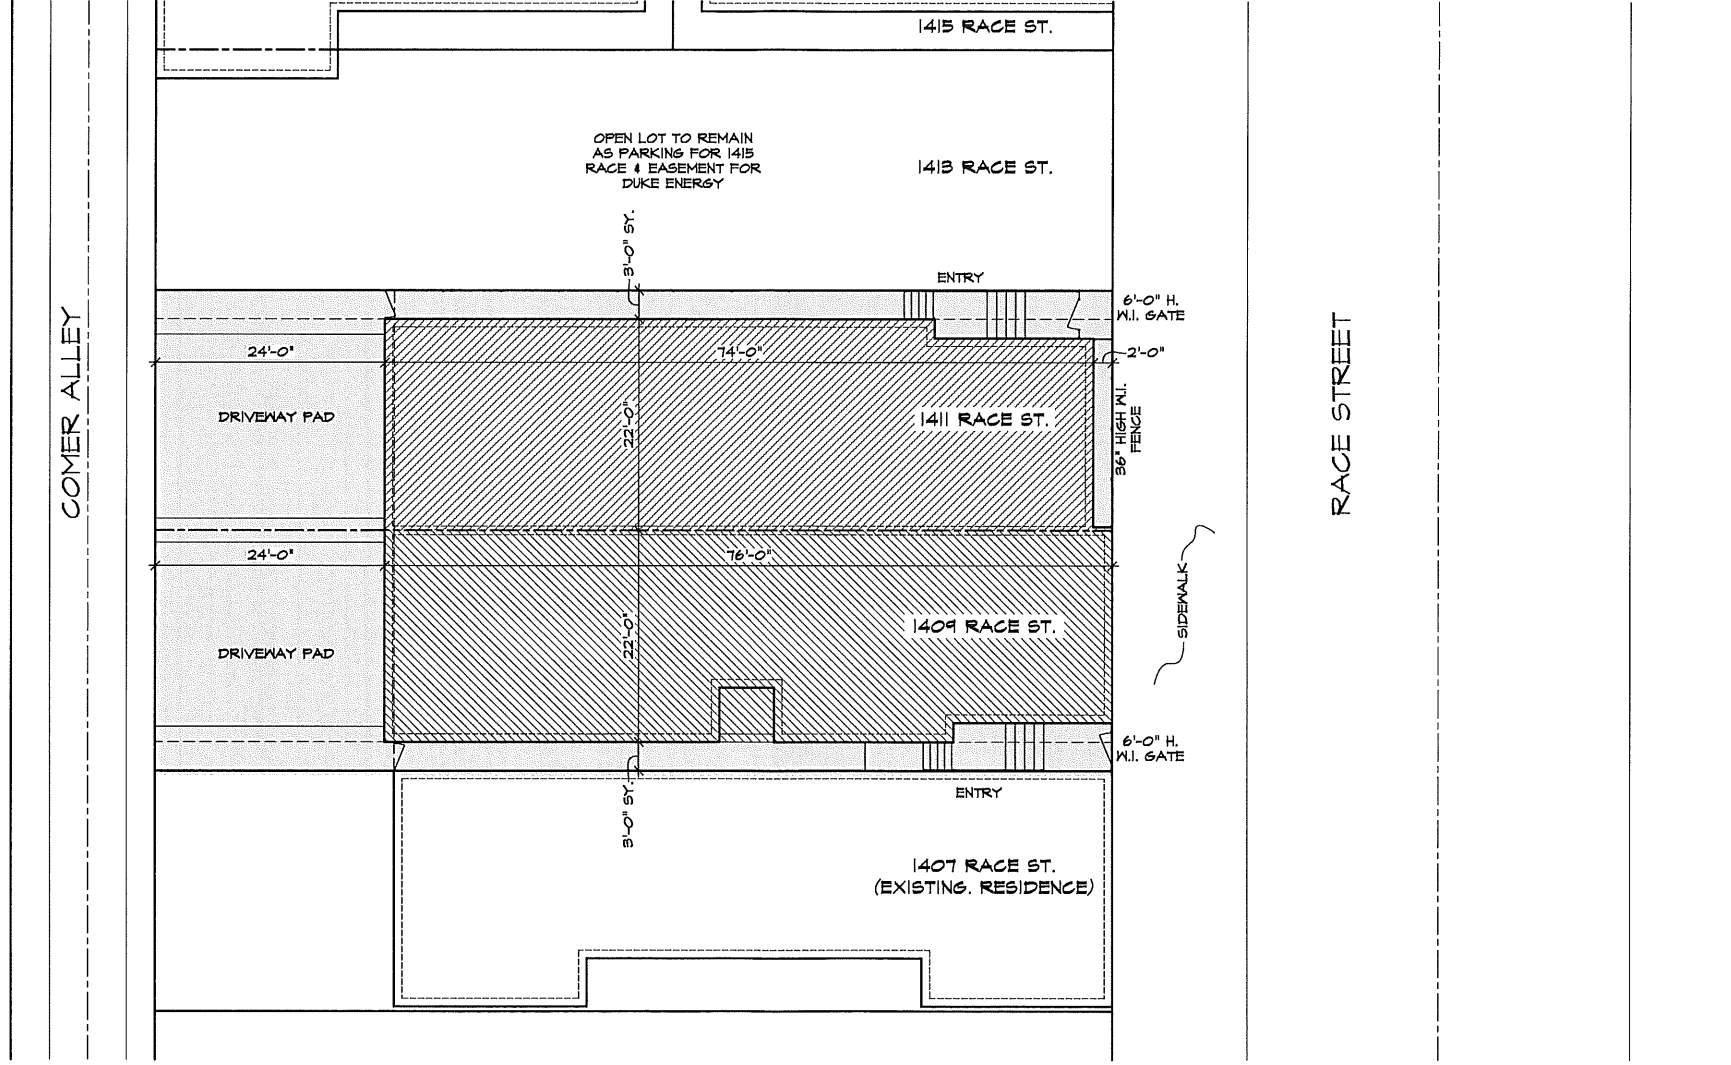 1415 RACE ST.
OPEN LOT TO REMAIN
AS PARKING FOR 1415
RACE & EASEMENT FOR
DUKE ENERGY
1413 RACE ST.
3'-0" SY.
ENTRY
6'-0" H.
W.I. GATE
24'-0"
74'-0"
2'-0"
COMER ALLEY
DRIVEWAY PAD
22'-0"
1411 RACE ST.
36" HIGH W.I.
FENCE
RACE STREET
24'-0"
76'-0"
SIDEWALK
22'-0"
1409 RACE ST.
DRIVEWAY PAD
6'-0" H.
W.I. GATE
3'-0" SY.
ENTRY
1407 RACE ST.
(EXISTING. RESIDENCE)